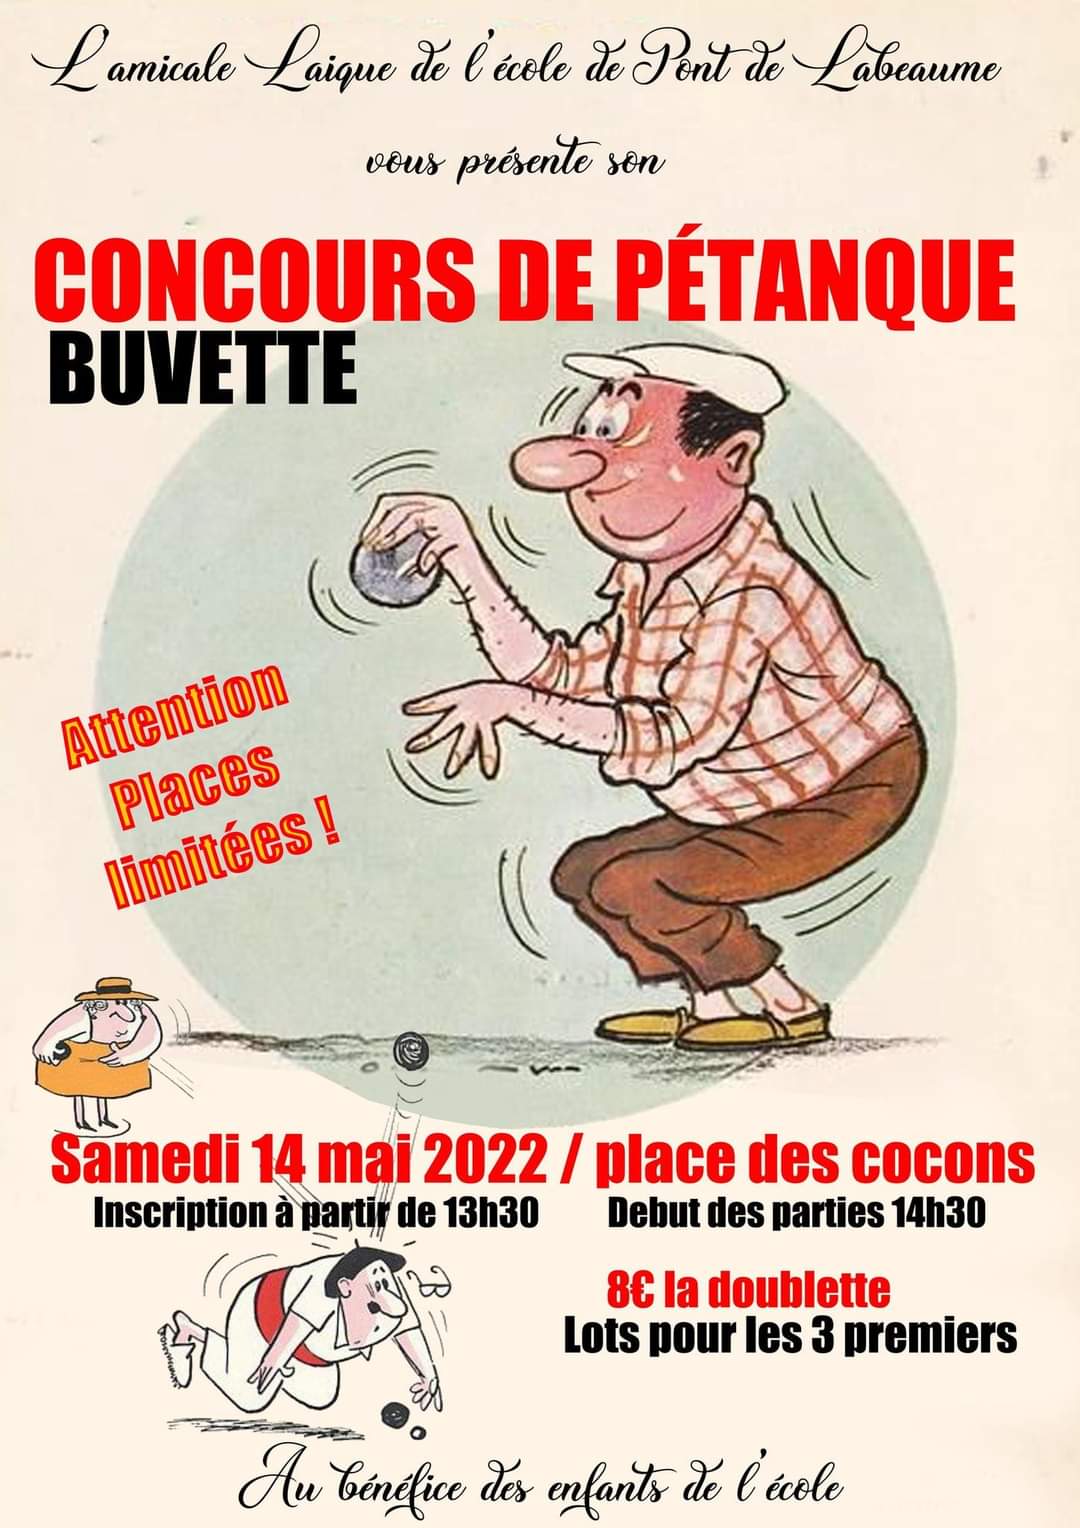 L'amicale Laique de l'école de Pont de Labeaume
vous présente son
CONCOURS DE PÉTANQUE
BUVETTE
Attention
Places
limitées !
Samedi 14 mai 2022 / place des cocons
Inscription à partir de 13h30 Debut des parties 14h30
8€ la doublette
Lots pour les 3 premiers
Au bénéfice des enfants de l'école